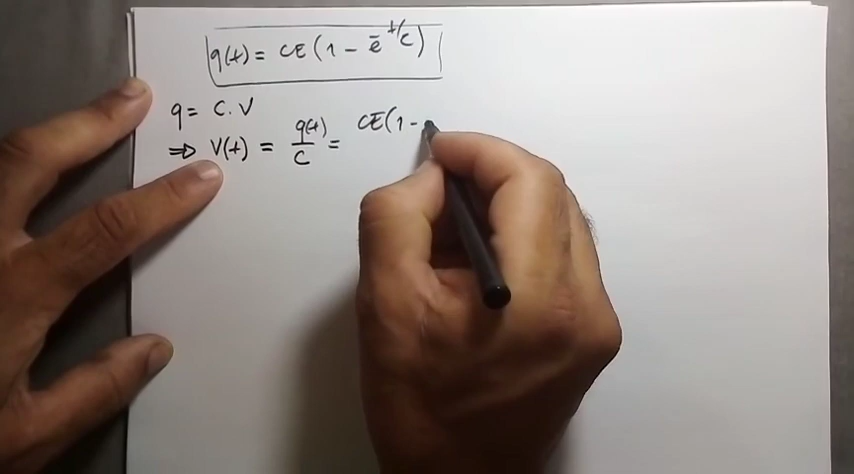 q(t) = CE(1 - e^-t/c)
q = C.V
⇒ V(t) = q(t)/C = CE(1 -